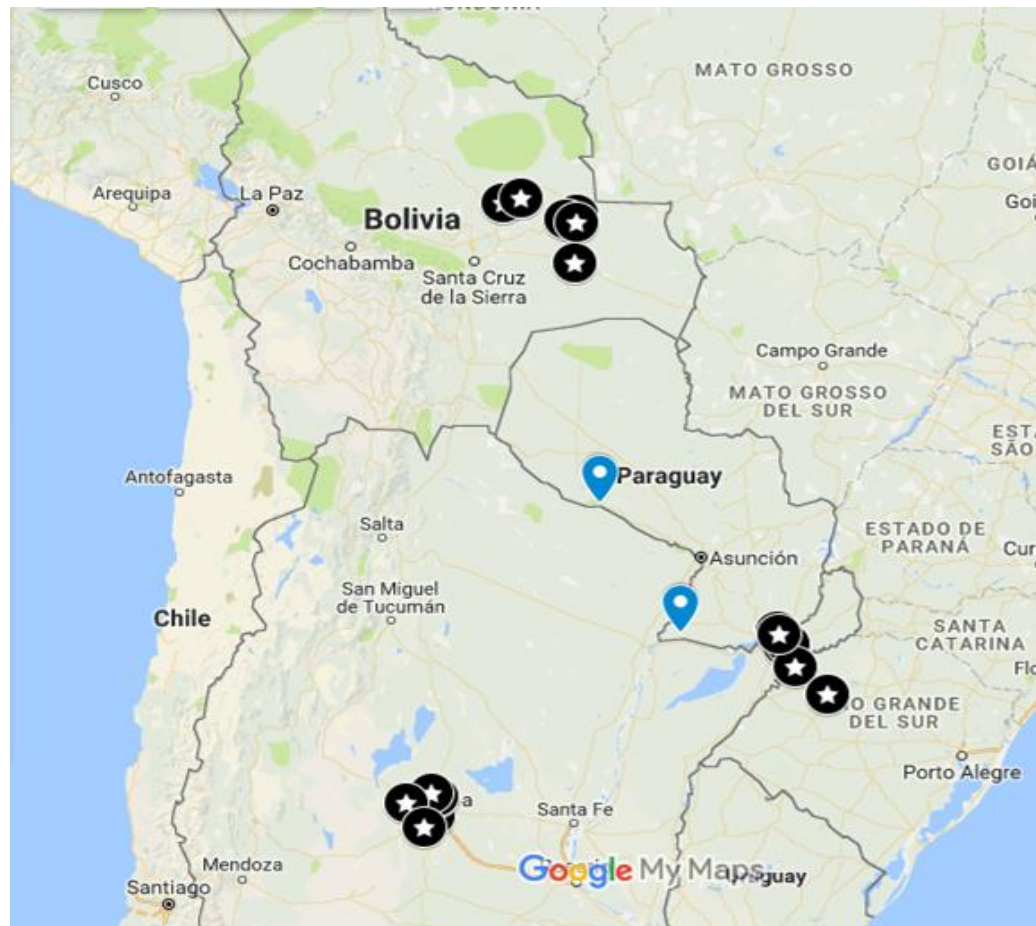 MATO GROSSO
Cusco
GOIÁ
Goi
Arequipa
La Paz
Bolivia
Cochabamba
Santa Cruz
de la Sierra
Campo Grande
MATO GROSSO
DEL SUR
ESTA
SÃO
Antofagasta
Paraguay
Salta
ESTADO DE
PARANÁ
Cur
Asunción
San Miguel
de Tucumán
Chile
SANTA
CATARINA
Flo
O GRANDE
DEL SUR
Porto Alegre
a
Santa Fe
Mendoza
Google My Maps
Uruguay
Santiago